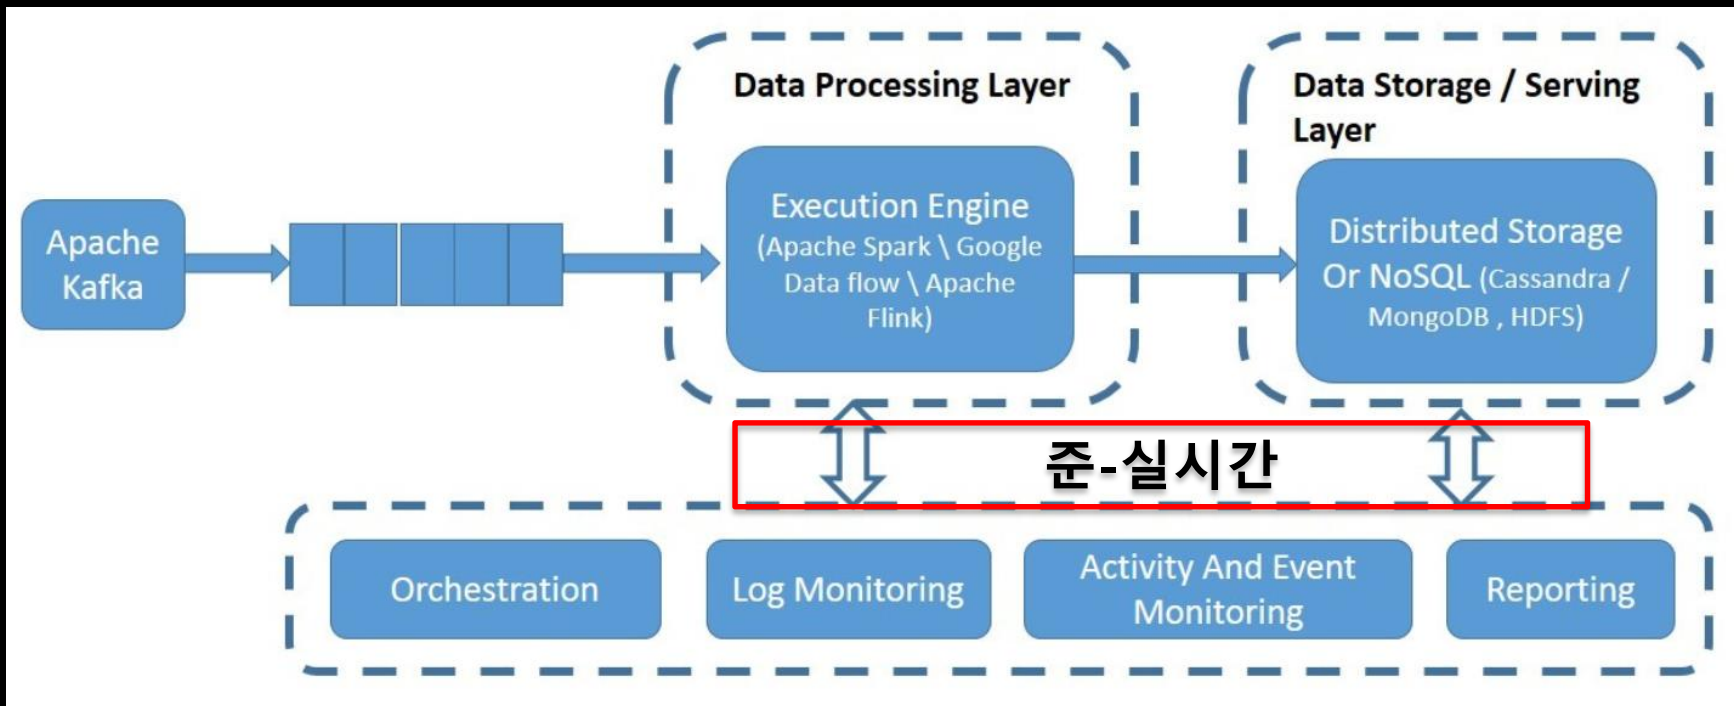 Data Processing Layer
Data Storage / Serving
Layer
Apache
Kafka
Execution Engine
(Apache Spark \ Google
Data flow \ Apache
Flink)
Distributed Storage
Or NoSQL (Cassandra /
MongoDB , HDFS)
준-실시간
Orchestration
Log Monitoring
Activity And Event
Monitoring
Reporting